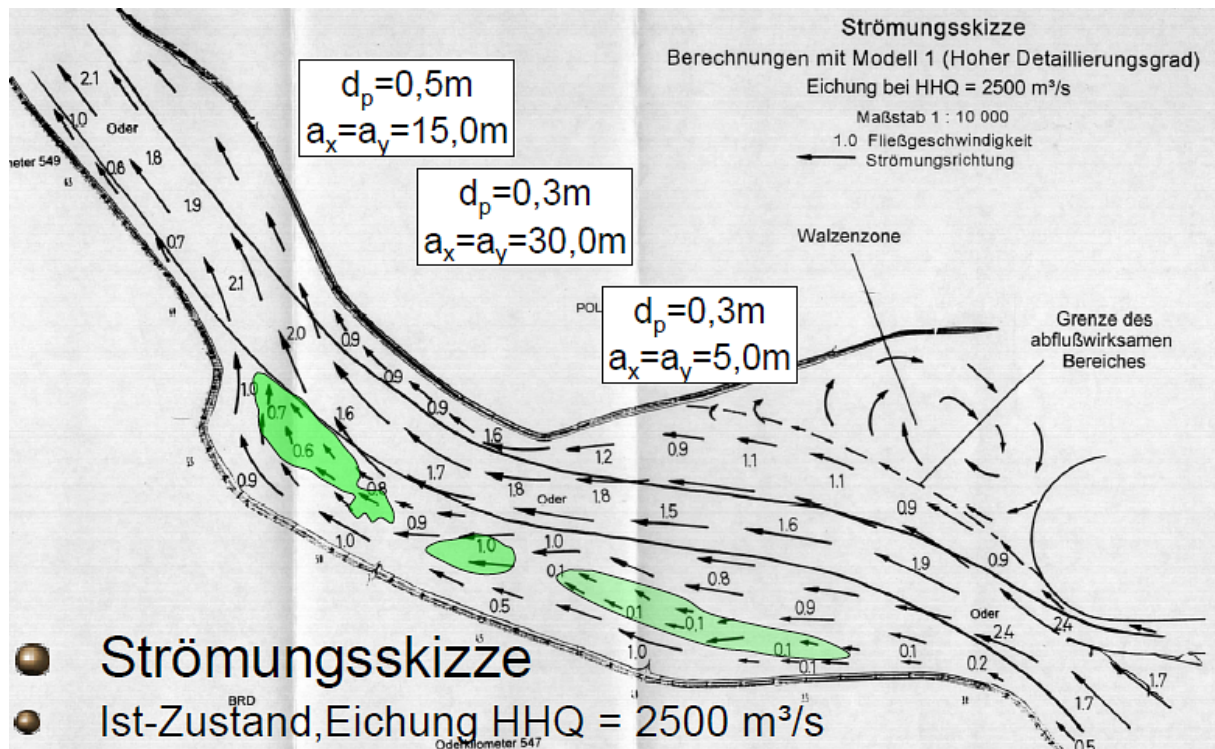 Strömungsskizze
Berechnungen mit Modell 1 (Hoher Detaillierungsgrad)
Eichung bei HHQ = 2500 m³/s
Maßstab 1 : 10 000
1.0 Fließgeschwindigkeit
Strömungsrichtung
dₚ=0,5m
aₓ=aᵧ=15,0m
dₚ=0,3m
aₓ=aᵧ=30,0m
dₚ=0,3m
aₓ=aᵧ=5,0m
Walzenzone
Grenze des
abflußwirksamen
Bereiches
2.1
1.0
Oder
meter 549
0.6
1.8
1.9
0.7
2.1
2.0
0.9
POL
0.9
1.0
0.9
0.7
1.6
1.6
0.6
1.2
0.9
1.1
1.7
1.1
0.9
0.8
1.8
Oder
1.8
1.5
1.6
0.9
0.9
1.0
1.0
1.0
0.9
0.1
0.8
1.9
0.5
0.1
0.1
0.9
Oder
2.4
2.4
1.0
0.1
0.1
0.2
1.7
1.7
0.5
Strömungsskizze
BRD
Ist-Zustand,Eichung HHQ = 2500 m³/s
Oderkilometer 547